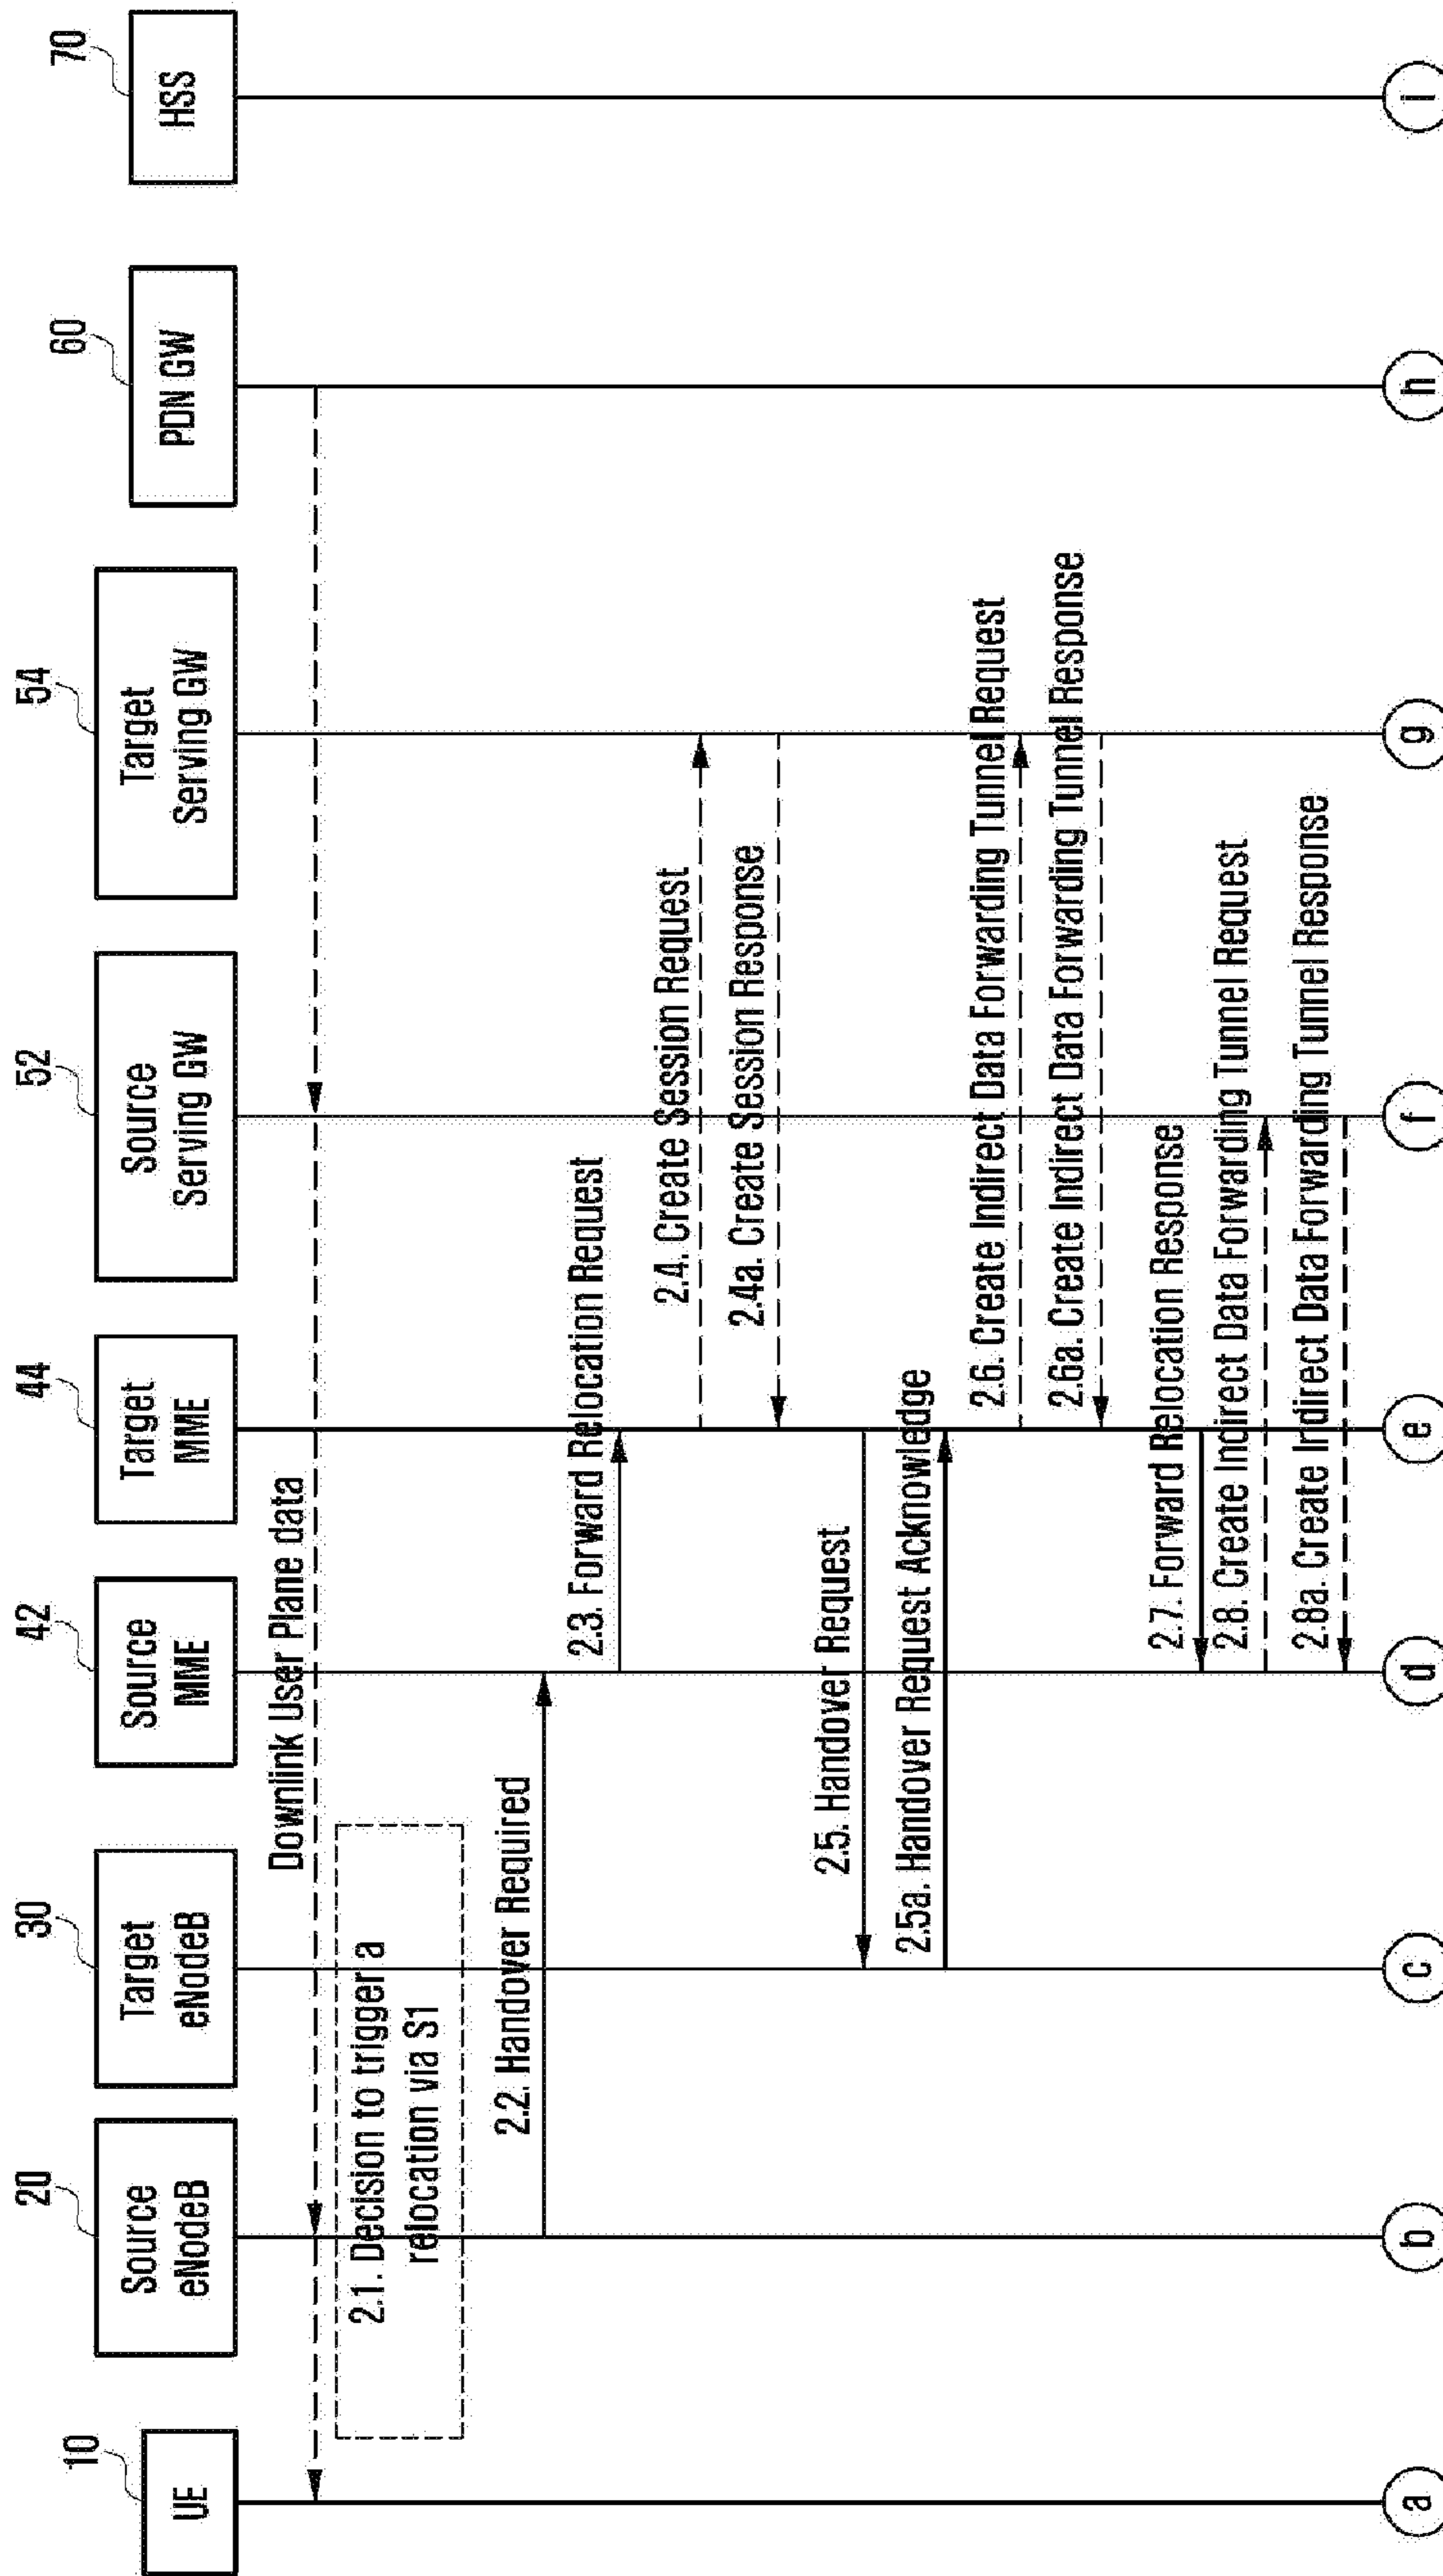 10
20
30
42
44
52
54
60
70
UE
Source
eNodeB
Target
eNodeB
Source
MME
Target
MME
Source
Serving GW
Target
Serving GW
PDN GW
HSS
Downlink User Plane data
2.1. Decision to trigger a
relocation via S1
2.2. Handover Required
2.3. Forward Relocation Request
2.4. Create Session Request
2.4a. Create Session Response
2.5. Handover Request
2.5a. Handover Request Acknowledge
2.6. Create Indirect Data Forwarding Tunnel Request
2.6a. Create Indirect Data Forwarding Tunnel Response
2.7. Forward Relocation Response
2.8. Create Indirect Data Forwarding Tunnel Request
2.8a. Create Indirect Data Forwarding Tunnel Response
a
b
c
d
e
f
g
h
i